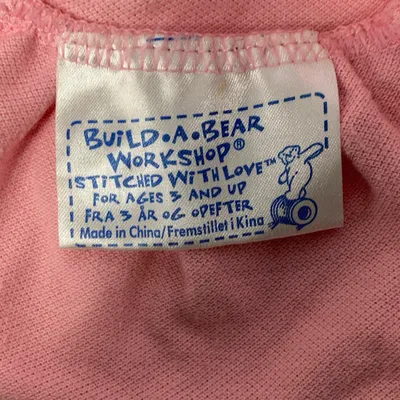 BUILD•A•BEAR
WORKSHOP®
STITCHED WITH LOVE™
FOR AGES 3 AND UP
FRA 3 ÅR OG OPEFTER
Made in China/Fremstillet i Kina